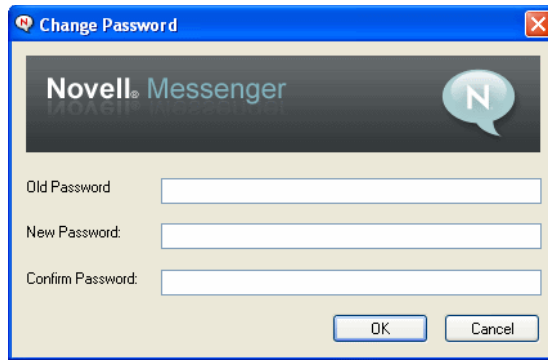 N Change Password
Novell® Messenger
N
Old Password
New Password:
Confirm Password:
OK
Cancel